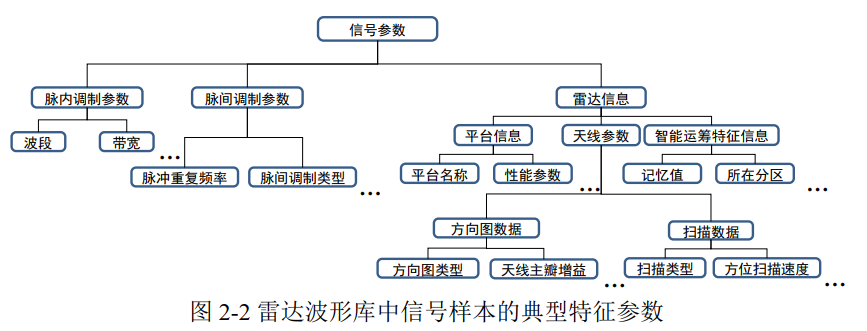 信号参数
脉内调制参数 脉间调制参数 雷达信息
平台信息 天线参数 智能运筹特征信息
波段 带宽 ...
脉冲重复频率 脉间调制类型 ...
平台名称 性能参数 ... 记忆值 所在分区 ...
方向图数据 扫描数据
方向图类型 天线主瓣增益 ... 扫描类型 方位扫描速度 ...
图 2-2 雷达波形库中信号样本的典型特征参数